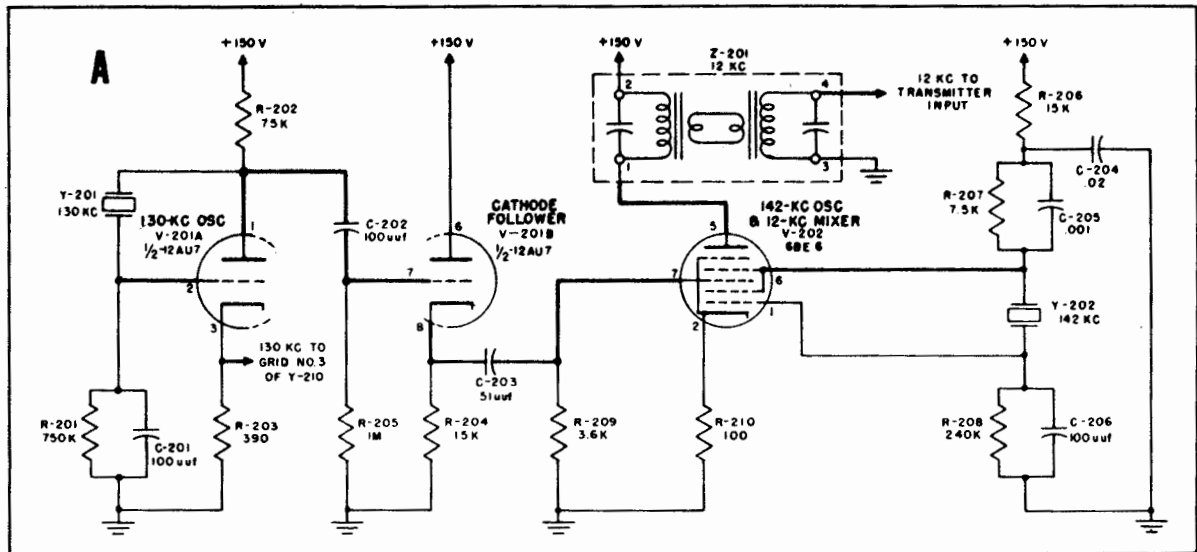 A
+150 V
R-202
75K
Y-201
130 KC
1
130-KC OSC
V-201A
1/2-12AU7
2
3
130 KC TO
GRID NO.3
OF Y-210
R-201
750K
C-201
100uuf
R-203
390
+150 V
C-202
100uuf
6
CATHODE
FOLLOWER
V-201B
1/2-12AU7
7
8
R-205
1M
R-204
15K
C-203
51uuf
+150V
Z-201
12 KC
2
4
1
3
12 KC TO
TRANSMITTER
INPUT
5
142-KC OSC
& 12-KC MIXER
V-202
6BE6
7
6
1
2
R-209
3.6K
R-210
100
+150V
R-206
15K
C-204
.02
R-207
7.5K
C-205
.001
Y-202
142 KC
R-208
240K
C-206
100uuf